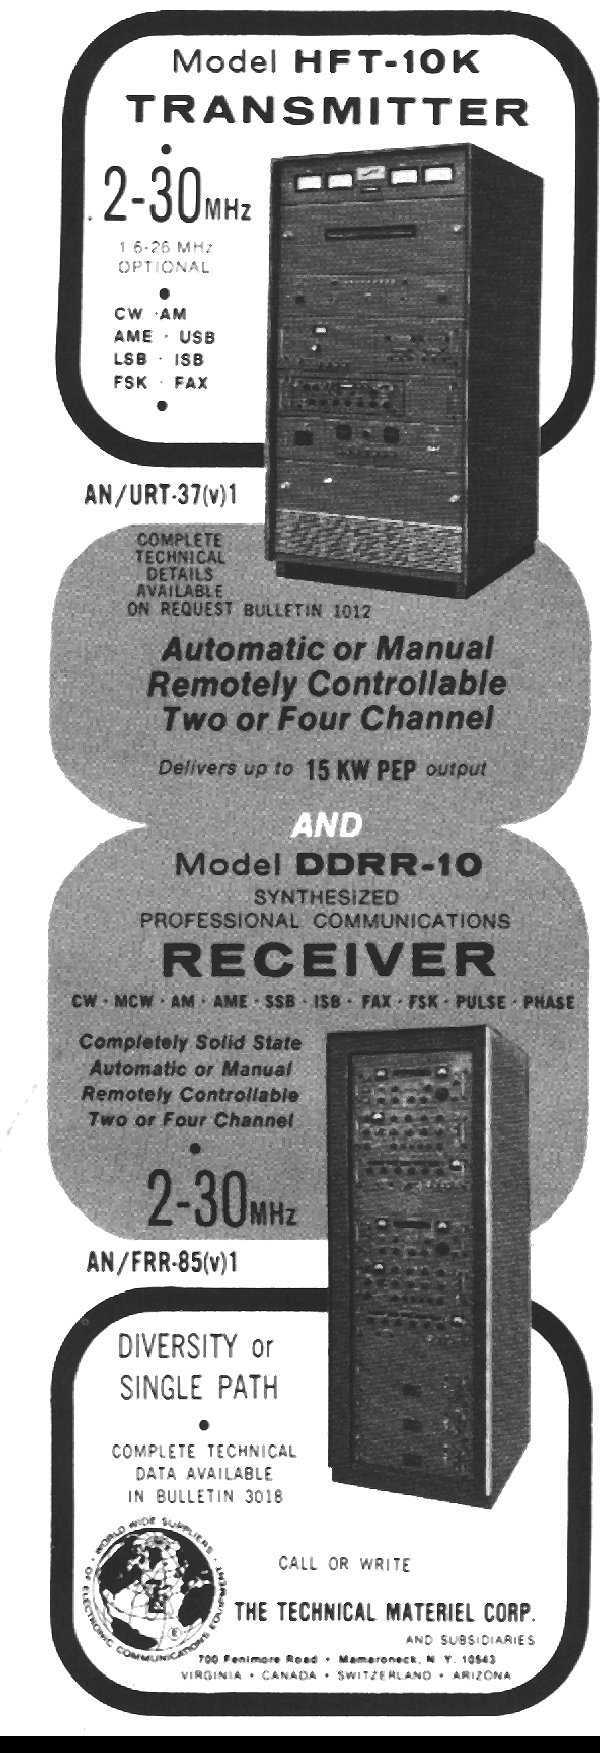 Model HFT-10K
TRANSMITTER
2-30 MHz
1.6-26 MHz
OPTIONAL
CW · AM
AME · USB
LSB · ISB
FSK · FAX
AN/URT-37(v)1
COMPLETE
TECHNICAL
DETAILS
AVAILABLE
ON REQUEST BULLETIN 1012
Automatic or Manual
Remotely Controllable
Two or Four Channel
Delivers up to 15 KW PEP output
AND
Model DDRR-10
SYNTHESIZED
PROFESSIONAL COMMUNICATIONS
RECEIVER
CW · MCW · AM · AME · SSB · ISB · FAX · FSK · PULSE · PHASE
Completely Solid State
Automatic or Manual
Remotely Controllable
Two or Four Channel
2-30 MHz
AN/FRR-85(v)1
DIVERSITY or
SINGLE PATH
COMPLETE TECHNICAL
DATA AVAILABLE
IN BULLETIN 3018
WORLD WIDE SUPPLIERS · OF ELECTRONIC COMMUNICATIONS EQUIPMENT ·
®
CALL OR WRITE
THE TECHNICAL MATERIEL CORP.
AND SUBSIDIARIES
700 Fenimore Road • Mamaroneck, N. Y. 10543
VIRGINIA • CANADA • SWITZERLAND • ARIZONA